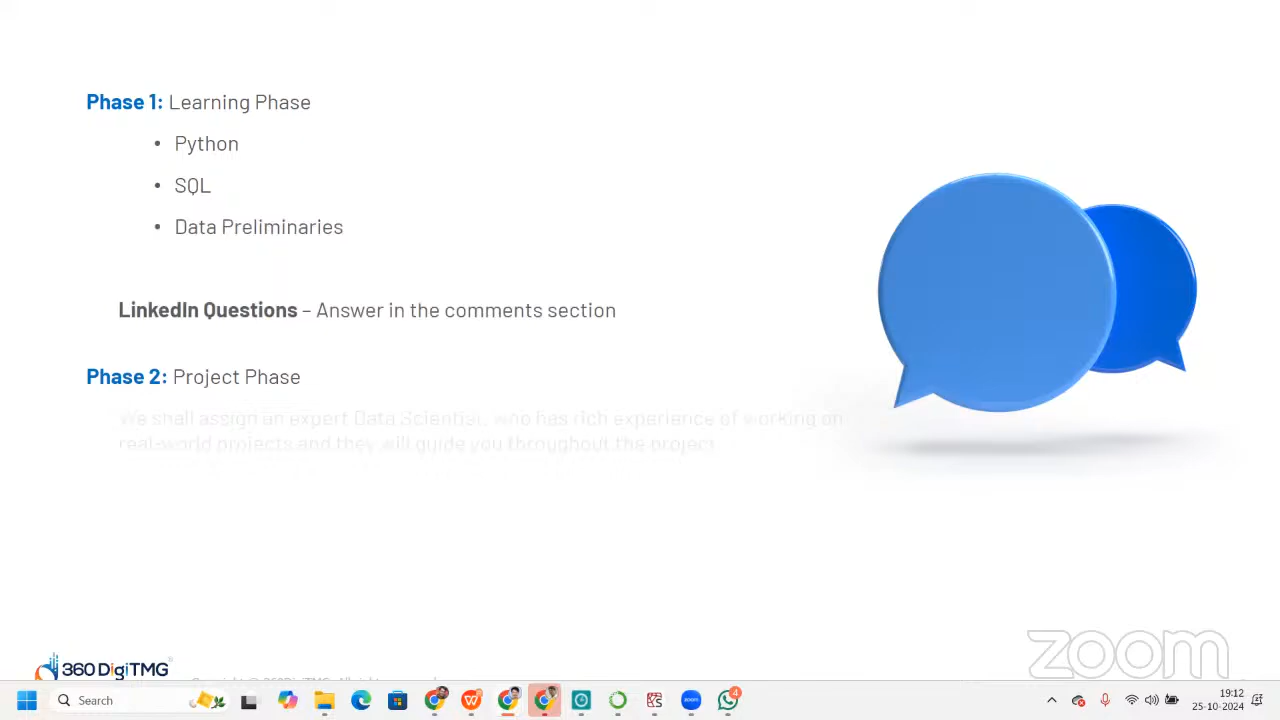 Phase 1: Learning Phase
• Python
• SQL
• Data Preliminaries
LinkedIn Questions – Answer in the comments section
Phase 2: Project Phase
We shall assign an expert Data Scientist, who has rich experience of working on
real-world projects and they will guide you throughout the project
zoom
360DigiTMG
Search
4
19:12
25-10-2024